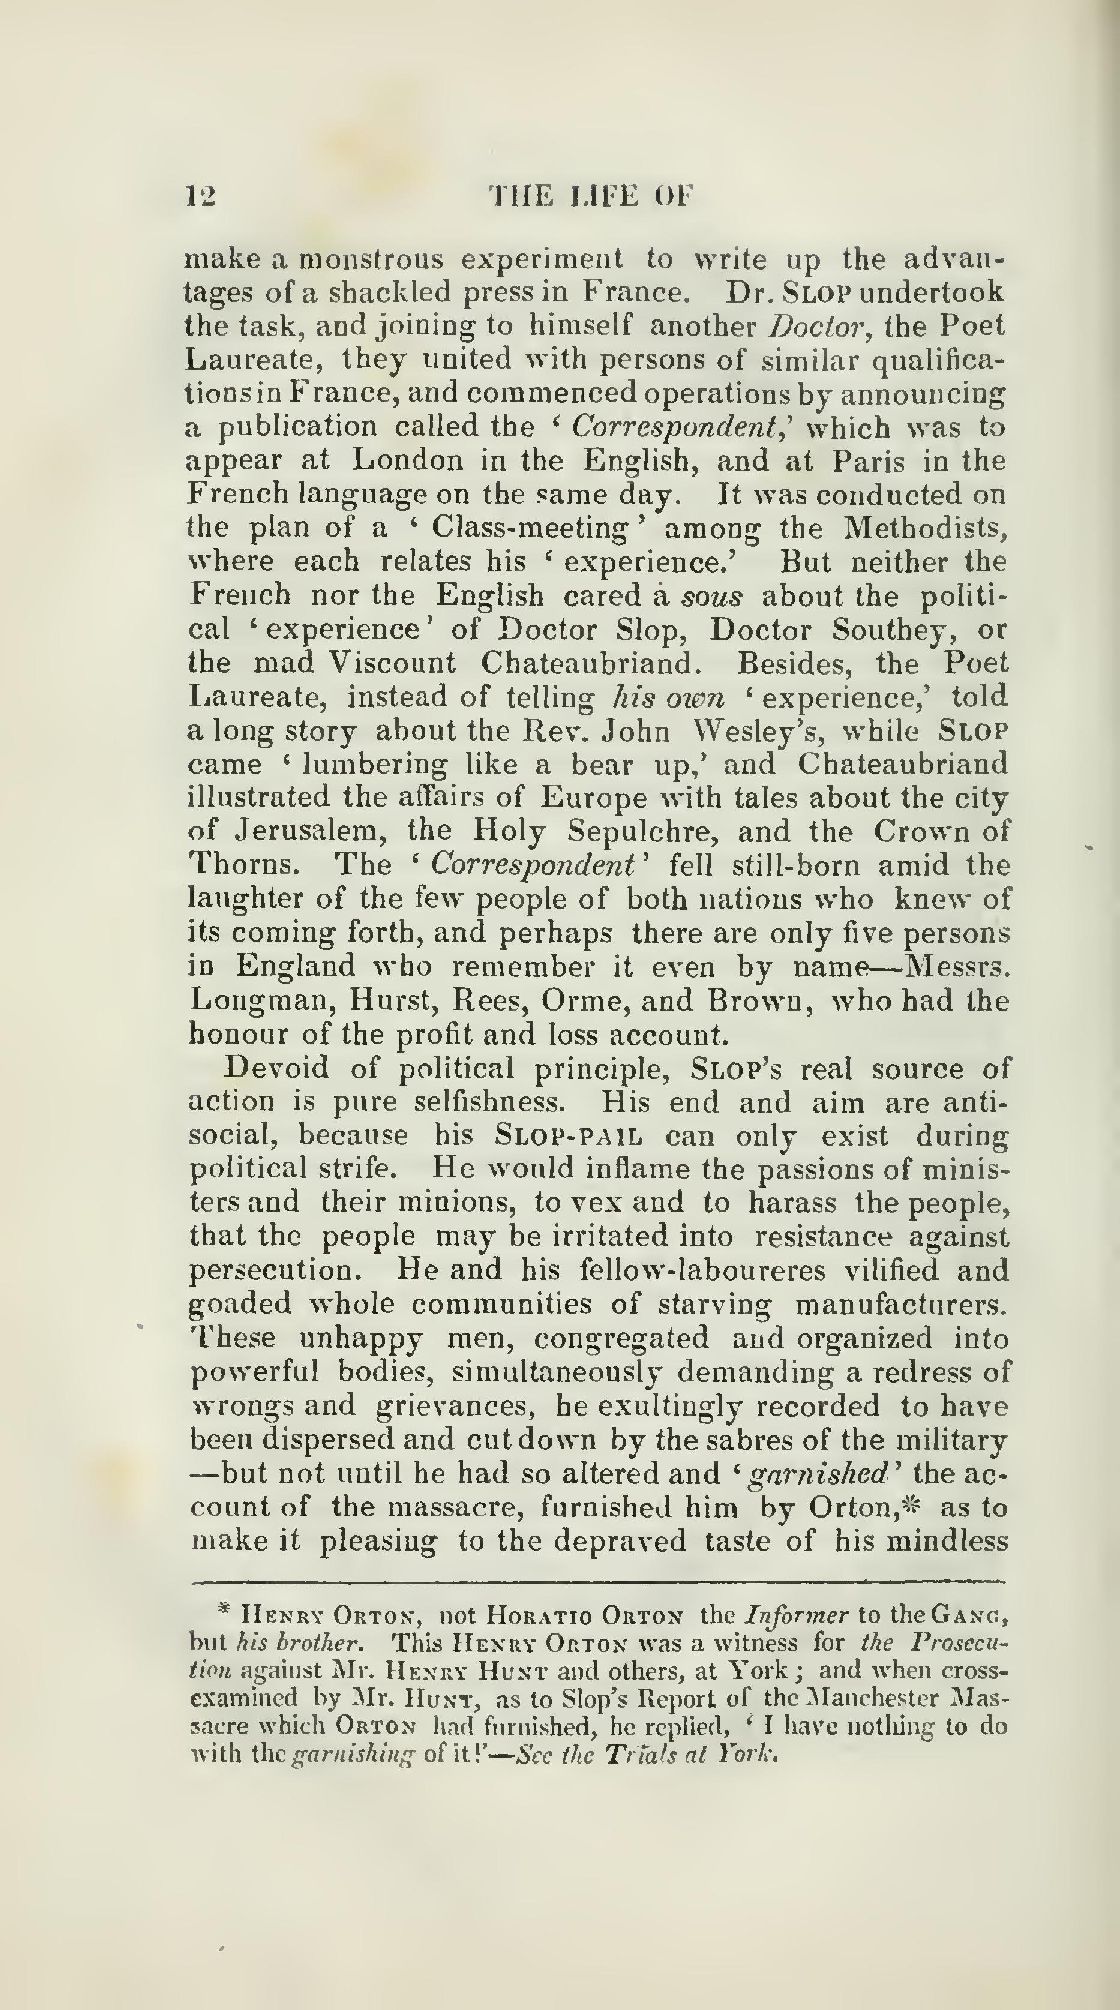 12 THE LIFE OF
make a monstrous experiment to write up the advan-
tages of a shackled press in France. Dr. SLOP undertook
the task, and joining to himself another Doctor, the Poet
Laureate, they united with persons of similar qualifica-
tions in France, and commenced operations by announcing
a publication called the ‘ Correspondent,’ which was to
appear at London in the English, and at Paris in the
French language on the same day. It was conducted on
the plan of a ‘ Class-meeting ’ among the Methodists,
where each relates his ‘ experience.’ But neither the
French nor the English cared à sous about the politi-
cal ‘ experience ’ of Doctor Slop, Doctor Southey, or
the mad Viscount Chateaubriand. Besides, the Poet
Laureate, instead of telling his own ‘ experience,’ told
a long story about the Rev. John Wesley’s, while SLOP
came ‘ lumbering like a bear up,’ and Chateaubriand
illustrated the affairs of Europe with tales about the city
of Jerusalem, the Holy Sepulchre, and the Crown of
Thorns. The ‘ Correspondent ’ fell still-born amid the
laughter of the few people of both nations who knew of
its coming forth, and perhaps there are only five persons
in England who remember it even by name—Messrs.
Longman, Hurst, Rees, Orme, and Brown, who had the
honour of the profit and loss account.
Devoid of political principle, SLOP’s real source of
action is pure selfishness. His end and aim are anti-
social, because his SLOP-PAIL can only exist during
political strife. He would inflame the passions of minis-
ters and their minions, to vex and to harass the people,
that the people may be irritated into resistance against
persecution. He and his fellow-laboureres vilified and
goaded whole communities of starving manufacturers.
These unhappy men, congregated and organized into
powerful bodies, simultaneously demanding a redress of
wrongs and grievances, he exultingly recorded to have
been dispersed and cut down by the sabres of the military
—but not until he had so altered and ‘ garnished ’ the ac-
count of the massacre, furnished him by Orton,* as to
make it pleasing to the depraved taste of his mindless
* HENRY ORTON, not HORATIO ORTON the Informer to the GANG,
but his brother. This HENRY ORTON was a witness for the Prosecu-
tion against Mr. HENRY HUNT and others, at York ; and when cross-
examined by Mr. HUNT, as to Slop’s Report of the Manchester Mas-
sacre which ORTON had furnished, he replied, ‘ I have nothing to do
with the garnishing of it!’—See the Trials at York.